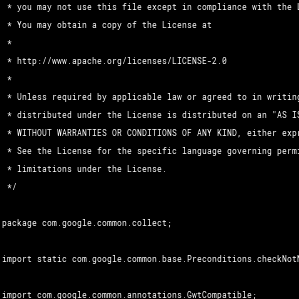 * you may not use this file except in compliance with the
* You may obtain a copy of the License at
*
* http://www.apache.org/licenses/LICENSE-2.0
*
* Unless required by applicable law or agreed to in writing
* distributed under the License is distributed on an "AS IS
* WITHOUT WARRANTIES OR CONDITIONS OF ANY KIND, either
* See the License for the specific language governing
* limitations under the License.
*/
package com.google.common.collect;
import static com.google.common.base.Preconditions.
import com.google.common.annotations.GwtCompatible;